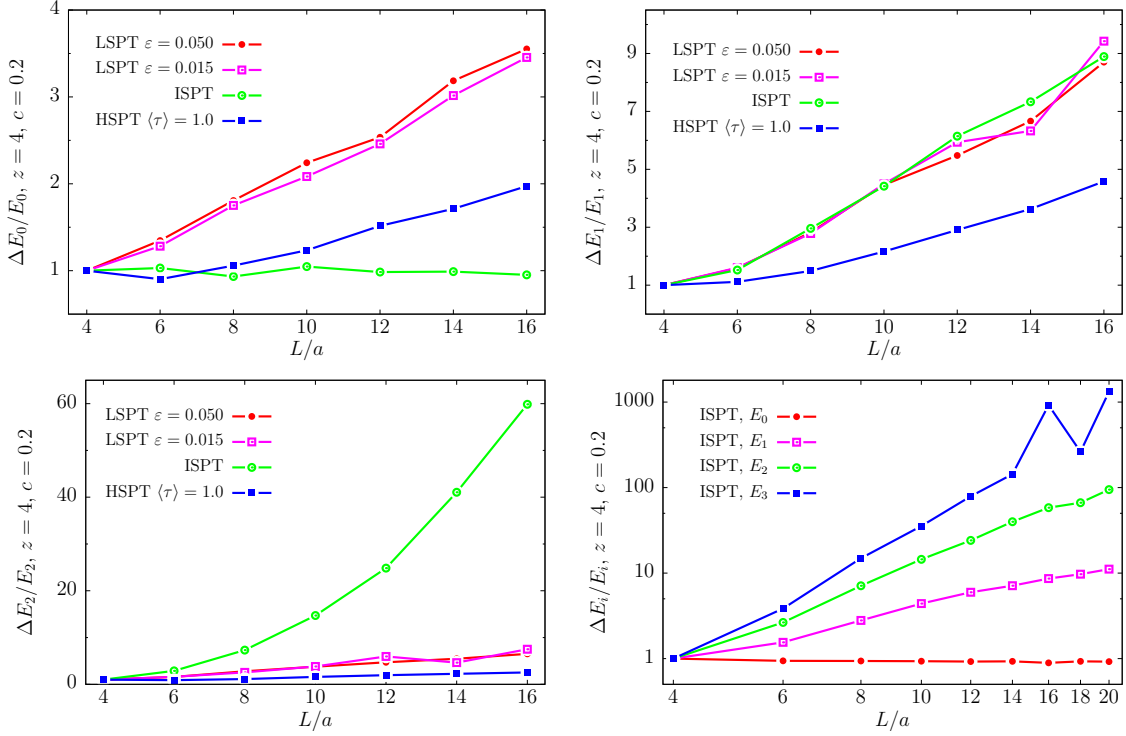 ΔE₀/E₀, z = 4, c = 0.2
4
3
2
1
LSPT ε = 0.050
LSPT ε = 0.015
ISPT
HSPT ⟨τ⟩ = 1.0
4 6 8 10 12 14 16
L/a
ΔE₁/E₁, z = 4, c = 0.2
9
7
5
3
1
LSPT ε = 0.050
LSPT ε = 0.015
ISPT
HSPT ⟨τ⟩ = 1.0
4 6 8 10 12 14 16
L/a
ΔE₂/E₂, z = 4, c = 0.2
60
40
20
0
LSPT ε = 0.050
LSPT ε = 0.015
ISPT
HSPT ⟨τ⟩ = 1.0
4 6 8 10 12 14 16
L/a
ΔEᵢ/Eᵢ, z = 4, c = 0.2
1000
100
10
1
ISPT, E₀
ISPT, E₁
ISPT, E₂
ISPT, E₃
4 6 8 10 12 14 16 18 20
L/a